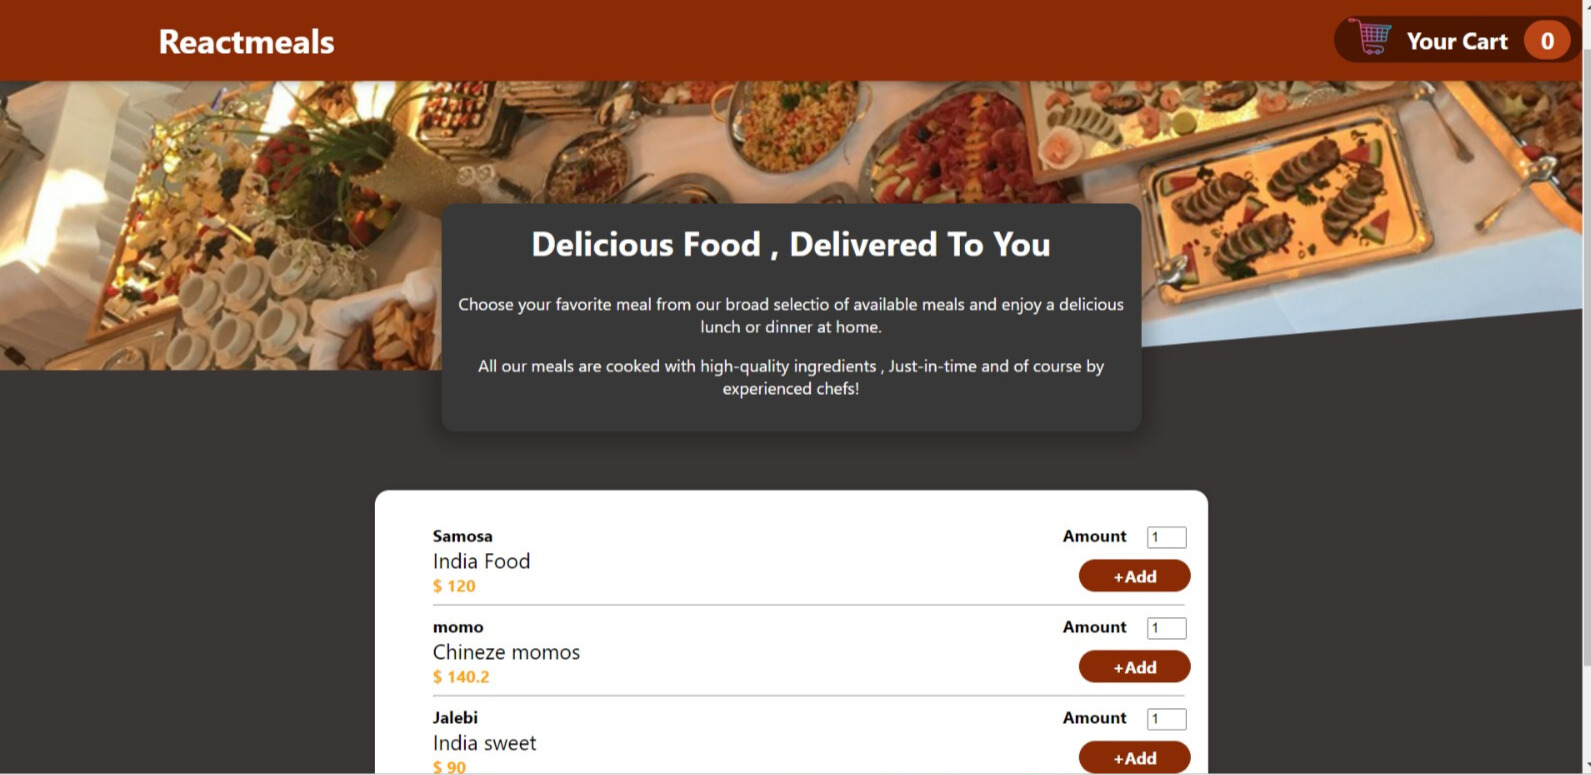 Reactmeals
Your Cart 0
Delicious Food , Delivered To You
Choose your favorite meal from our broad selectio of available meals and enjoy a delicious
lunch or dinner at home.
All our meals are cooked with high-quality ingredients , Just-in-time and of course by
experienced chefs!
Samosa
Amount 1
India Food
+Add
$ 120
momo
Amount 1
Chineze momos
+Add
$ 140.2
Jalebi
Amount 1
India sweet
+Add
$ 90